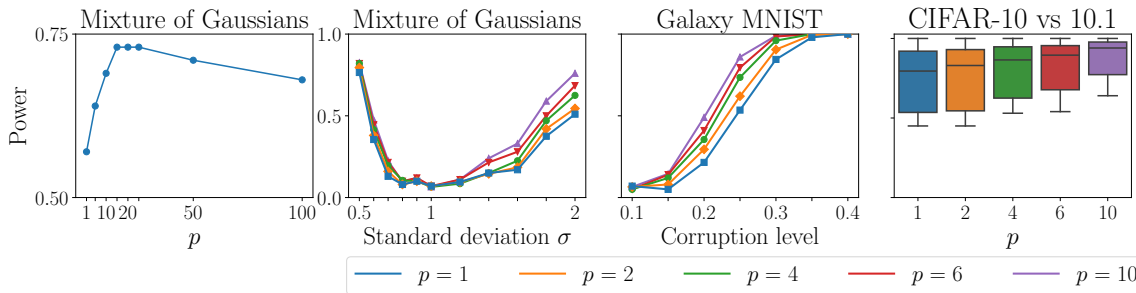 Mixture of Gaussians
Mixture of Gaussians
Galaxy MNIST
CIFAR-10 vs 10.1
Power
0.75
0.50
1 10 20 50 100
p
1.0
0.5
0.0
0.5 1 2
Standard deviation σ
0.1 0.2 0.3 0.4
Corruption level
1 2 4 6 10
p
p = 1 p = 2 p = 4 p = 6 p = 10